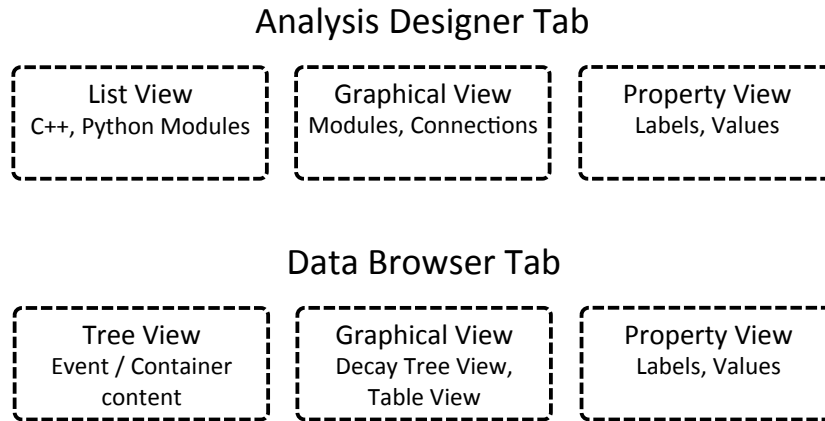 Analysis Designer Tab
List View
C++, Python Modules
Graphical View
Modules, Connections
Property View
Labels, Values
Data Browser Tab
Tree View
Event / Container
content
Graphical View
Decay Tree View,
Table View
Property View
Labels, Values